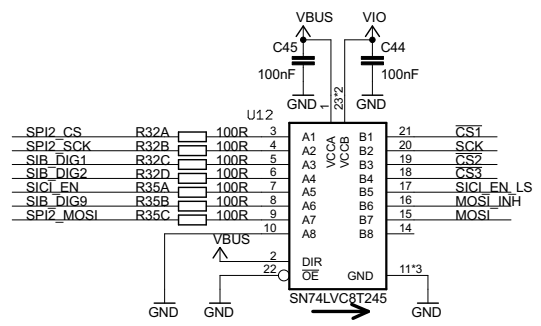 VBUS VIO
C45 C44
100nF 100nF
GND GND
1 23*2
U12
VCCA VCCB
SPI2_CS R32A 100R 3 A1 B1 21 CS1
SPI2_SCK R32B 100R 4 A2 B2 20 SCK
SIB_DIG1 R32C 100R 5 A3 B3 19 CS2
SIB_DIG2 R32D 100R 6 A4 B4 18 CS3
SICI_EN R35A 100R 7 A5 B5 17 SICI_EN_LS
SIB_DIG9 R35B 100R 8 A6 B6 16 MOSI_INH
SPI2_MOSI R35C 100R 9 A7 B7 15 MOSI
10 A8 B8 14
VBUS
2 DIR
22 OE GND 11*3
SN74LVC8T245
GND GND GND